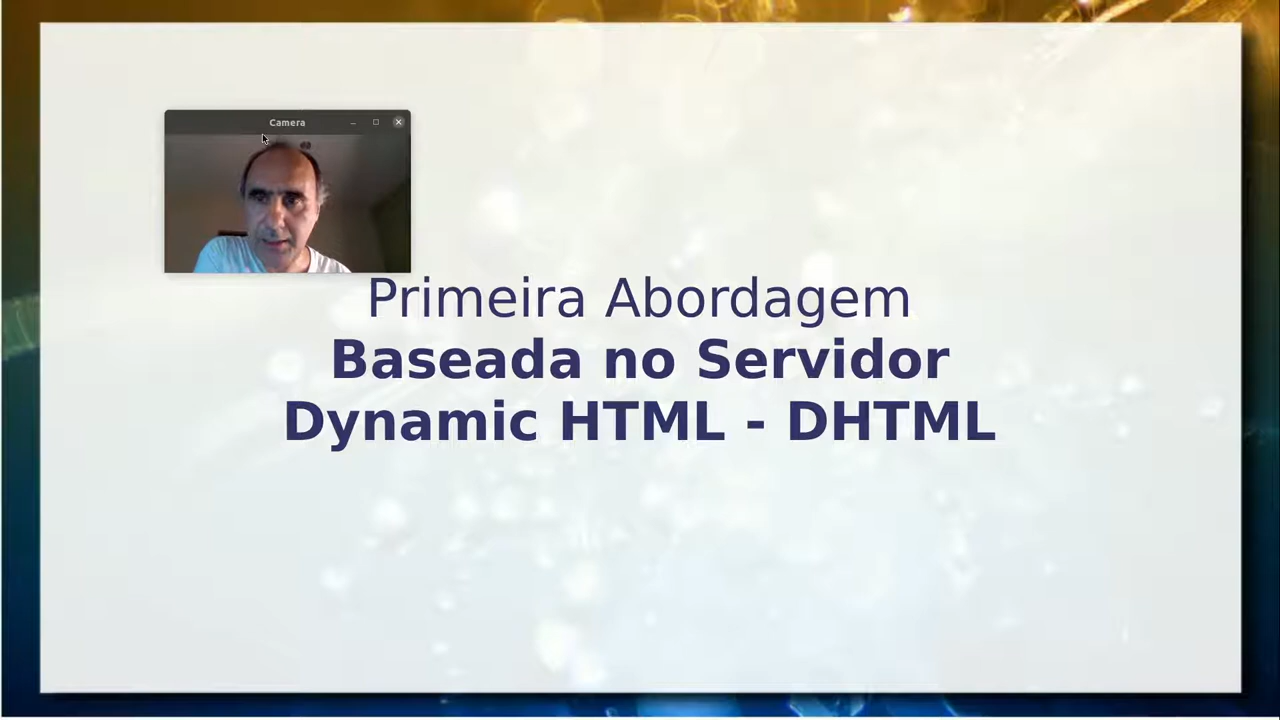 Camera
Primeira Abordagem
Baseada no Servidor
Dynamic HTML - DHTML